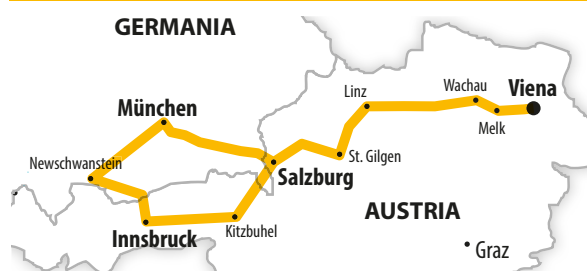 GERMANIA
Linz
Wachau
Viena
München
Melk
Newschwanstein
St. Gilgen
Salzburg
AUSTRIA
Innsbruck
Kitzbuhel
Graz